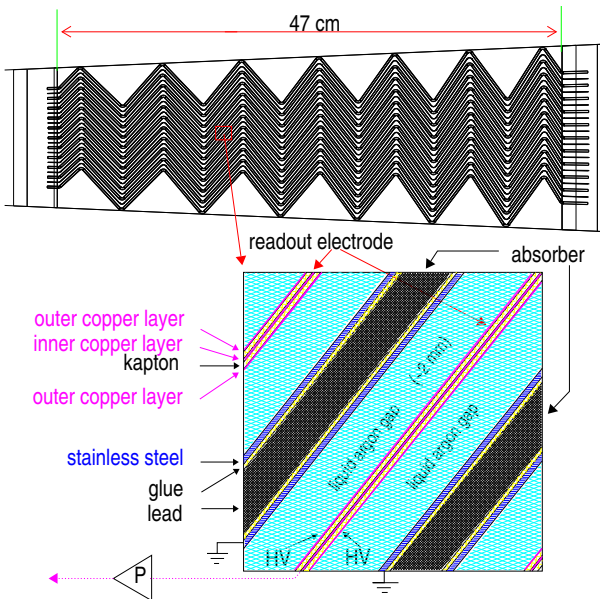 47 cm
readout electrode
absorber
outer copper layer
inner copper layer
kapton
outer copper layer
(~2 mm)
liquid argon gap
liquid argon gap
stainless steel
glue
lead
HV
HV
P